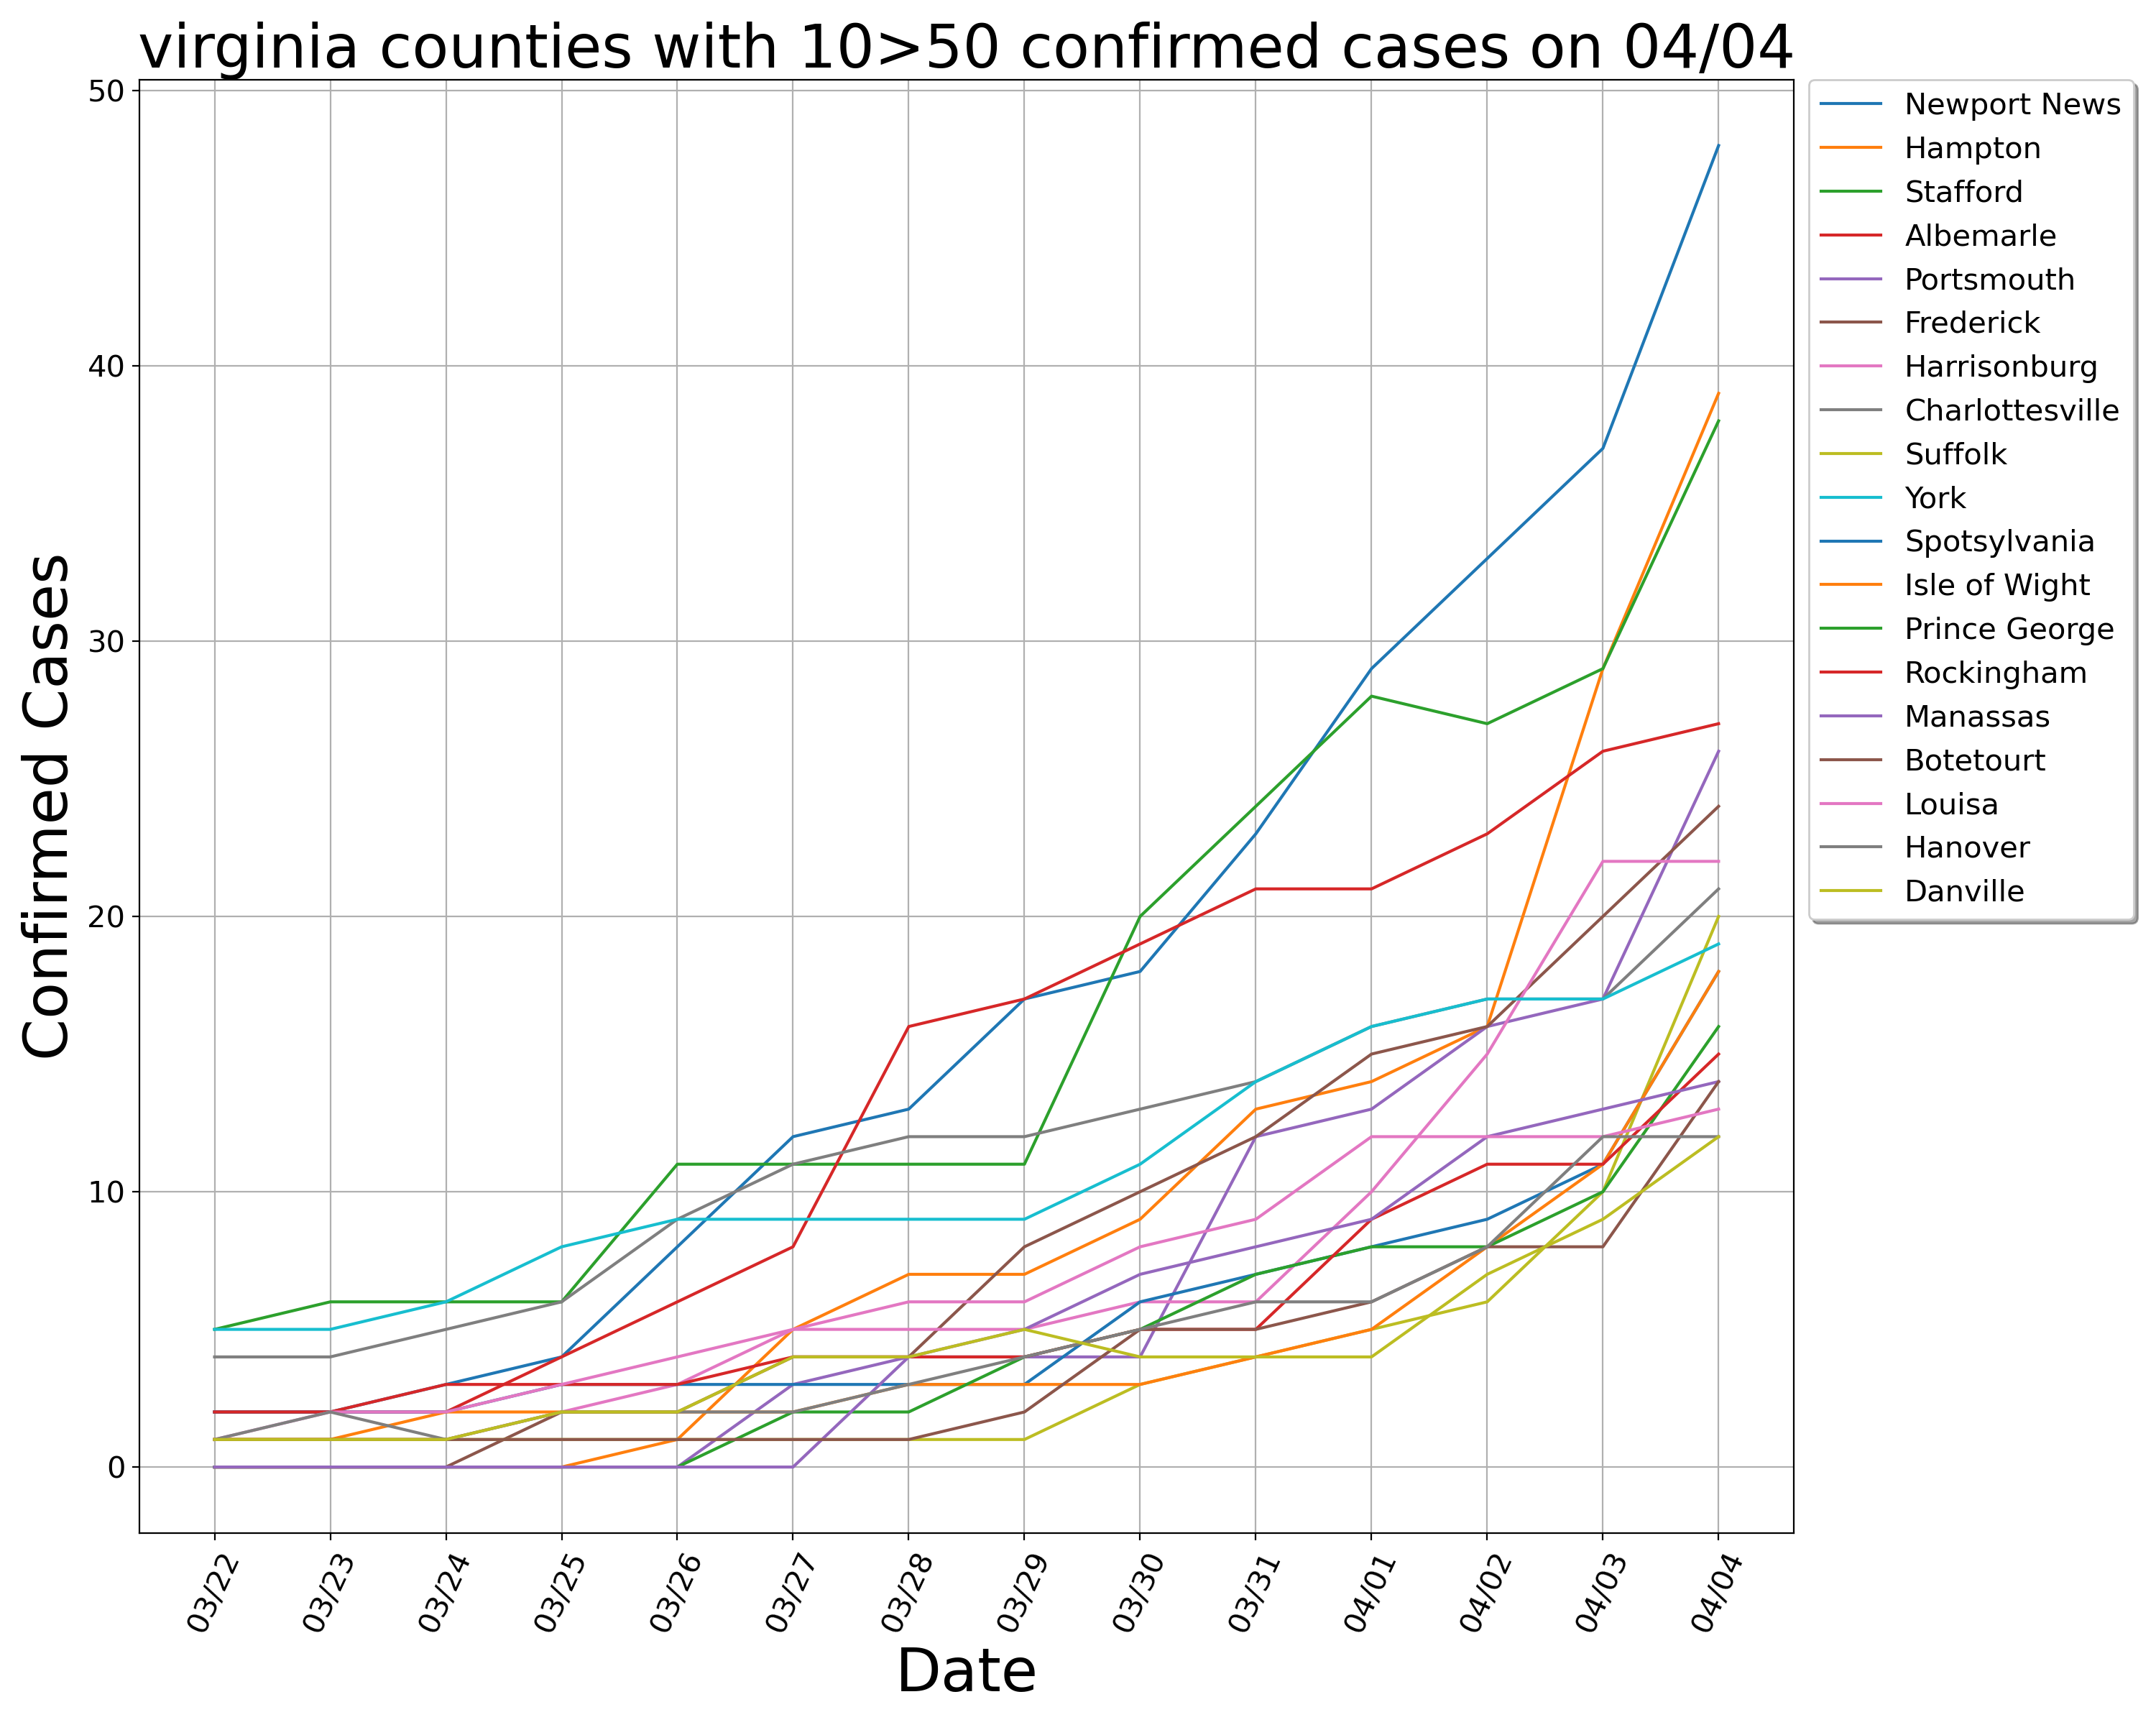 virginia counties with 10>50 confirmed cases on 04/04
50
40
30
20
10
0
Confirmed Cases
03/22
03/23
03/24
03/25
03/26
03/27
03/28
03/29
03/30
03/31
04/01
04/02
04/03
04/04
Date
Newport News
Hampton
Stafford
Albemarle
Portsmouth
Frederick
Harrisonburg
Charlottesville
Suffolk
York
Spotsylvania
Isle of Wight
Prince George
Rockingham
Manassas
Botetourt
Louisa
Hanover
Danville